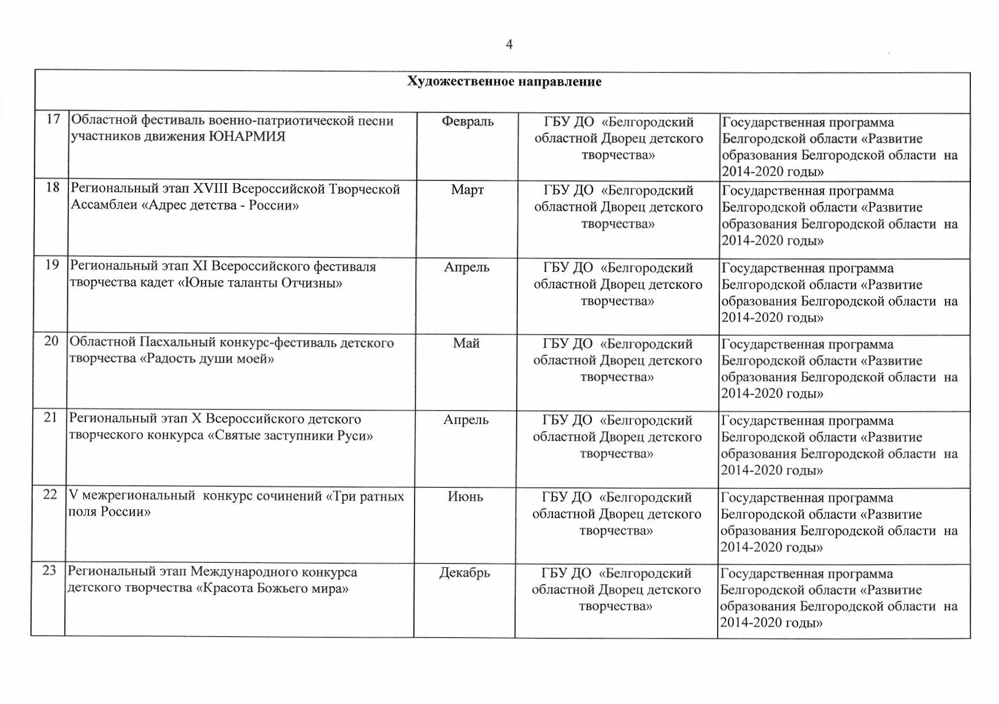 4
Художественное направление
17 Областной фестиваль военно-патриотической песни
участников движения ЮНАРМИЯ
Февраль
ГБУ ДО «Белгородский
областной Дворец детского
творчества»
Государственная программа
Белгородской области «Развитие
образования Белгородской области на
2014-2020 годы»
18 Региональный этап XVIII Всероссийской Творческой
Ассамблеи «Адрес детства - России»
Март
ГБУ ДО «Белгородский
областной Дворец детского
творчества»
Государственная программа
Белгородской области «Развитие
образования Белгородской области на
2014-2020 годы»
19 Региональный этап XI Всероссийского фестиваля
творчества кадет «Юные таланты Отчизны»
Апрель
ГБУ ДО «Белгородский
областной Дворец детского
творчества»
Государственная программа
Белгородской области «Развитие
образования Белгородской области на
2014-2020 годы»
20 Областной Пасхальный конкурс-фестиваль детского
творчества «Радость души моей»
Май
ГБУ ДО «Белгородский
областной Дворец детского
творчества»
Государственная программа
Белгородской области «Развитие
образования Белгородской области на
2014-2020 годы»
21 Региональный этап X Всероссийского детского
творческого конкурса «Святые заступники Руси»
Апрель
ГБУ ДО «Белгородский
областной Дворец детского
творчества»
Государственная программа
Белгородской области «Развитие
образования Белгородской области на
2014-2020 годы»
22 V межрегиональный конкурс сочинений «Три ратных
поля России»
Июнь
ГБУ ДО «Белгородский
областной Дворец детского
творчества»
Государственная программа
Белгородской области «Развитие
образования Белгородской области на
2014-2020 годы»
23 Региональный этап Международного конкурса
детского творчества «Красота Божьего мира»
Декабрь
ГБУ ДО «Белгородский
областной Дворец детского
творчества»
Государственная программа
Белгородской области «Развитие
образования Белгородской области на
2014-2020 годы»